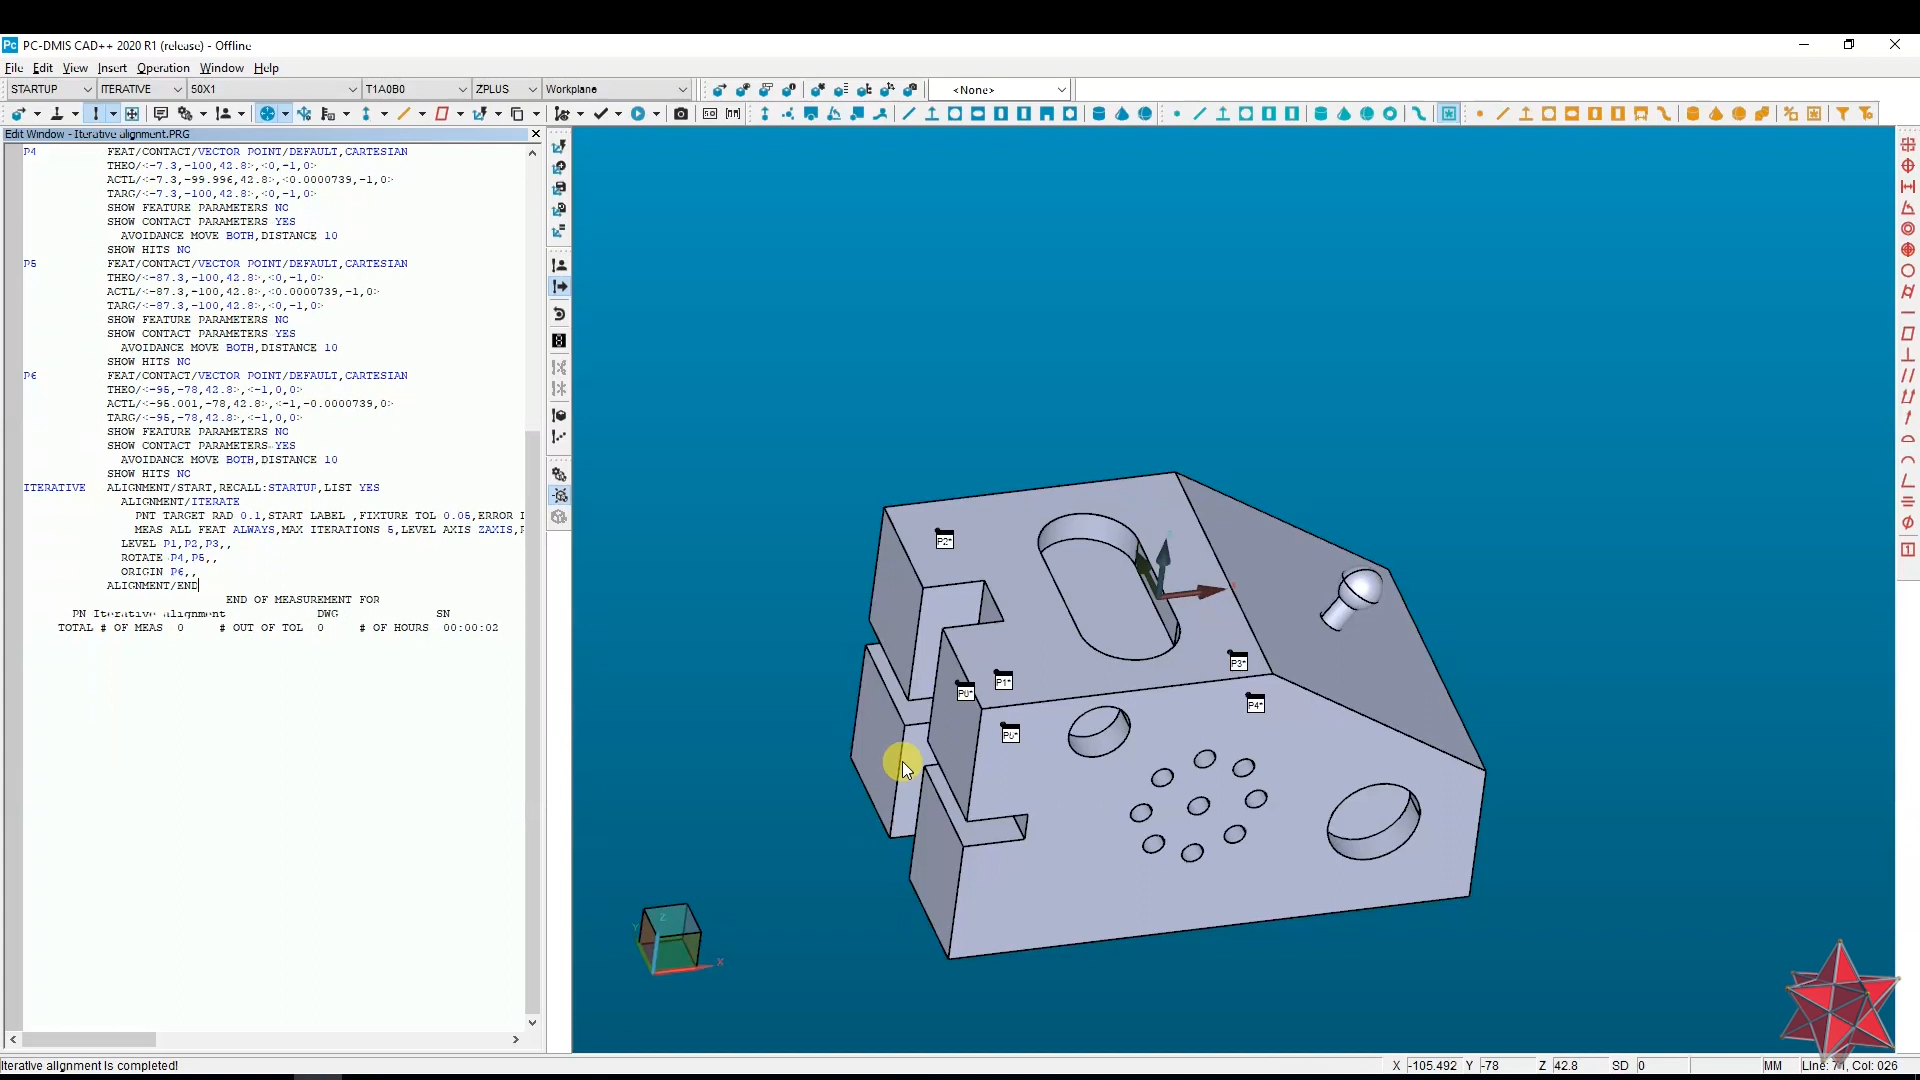 PC-DMIS CAD++ 2020 R1 (release) - Offline
File Edit View Insert Operation Window Help
STARTUP ITERATIVE 50X1 T1A0B0 ZPLUS Workplane <None>
Edit Window - Iterative alignment.PRG
P4 FEAT/CONTACT/VECTOR POINT/DEFAULT,CARTESIAN
THEO/<-7.3,-100,42.8>,<0,-1,0>
ACTL/<-7.3,-99.996,42.8>,<0.0000739,-1,0>
TARG/<-7.3,-100,42.8>,<0,-1,0>
SHOW FEATURE PARAMETERS NO
SHOW CONTACT PARAMETERS YES
AVOIDANCE MOVE BOTH,DISTANCE 10
SHOW HITS NO
P5 FEAT/CONTACT/VECTOR POINT/DEFAULT,CARTESIAN
THEO/<-87.3,-100,42.8>,<0,-1,0>
ACTL/<-87.3,-100,42.8>,<0.0000739,-1,0>
TARG/<-87.3,-100,42.8>,<0,-1,0>
SHOW FEATURE PARAMETERS NO
SHOW CONTACT PARAMETERS YES
AVOIDANCE MOVE BOTH,DISTANCE 10
SHOW HITS NO
P6 FEAT/CONTACT/VECTOR POINT/DEFAULT,CARTESIAN
THEO/<-95,-78,42.8>,<-1,0,0>
ACTL/<-95.001,-78,42.8>,<-1,-0.0000739,0>
TARG/<-95,-78,42.8>,<-1,0,0>
SHOW FEATURE PARAMETERS NO
SHOW CONTACT PARAMETERS YES
AVOIDANCE MOVE BOTH,DISTANCE 10
SHOW HITS NO
ITERATIVE ALIGNMENT/START,RECALL:STARTUP,LIST YES
ALIGNMENT/ITERATE
PNT TARGET RAD 0.1,START LABEL ,FIXTURE TOL 0.05,ERROR
MEAS ALL FEAT ALWAYS,MAX ITERATIONS 5,LEVEL AXIS ZAXIS,
LEVEL P1,P2,P3,,
ROTATE P4,P5,,
ORIGIN P6,,
ALIGNMENT/END
END OF MEASUREMENT FOR
PN Iterative alignment DWG SN
TOTAL # OF MEAS 0 # OUT OF TOL 0 # OF HOURS 00:00:02
P2*
P3*
P1*
P6*
P4*
P5*
Z
Y
X
Iterative alignment is completed!
X -105.492 Y -78 Z 42.8 SD 0 MM Line: 71, Col: 026